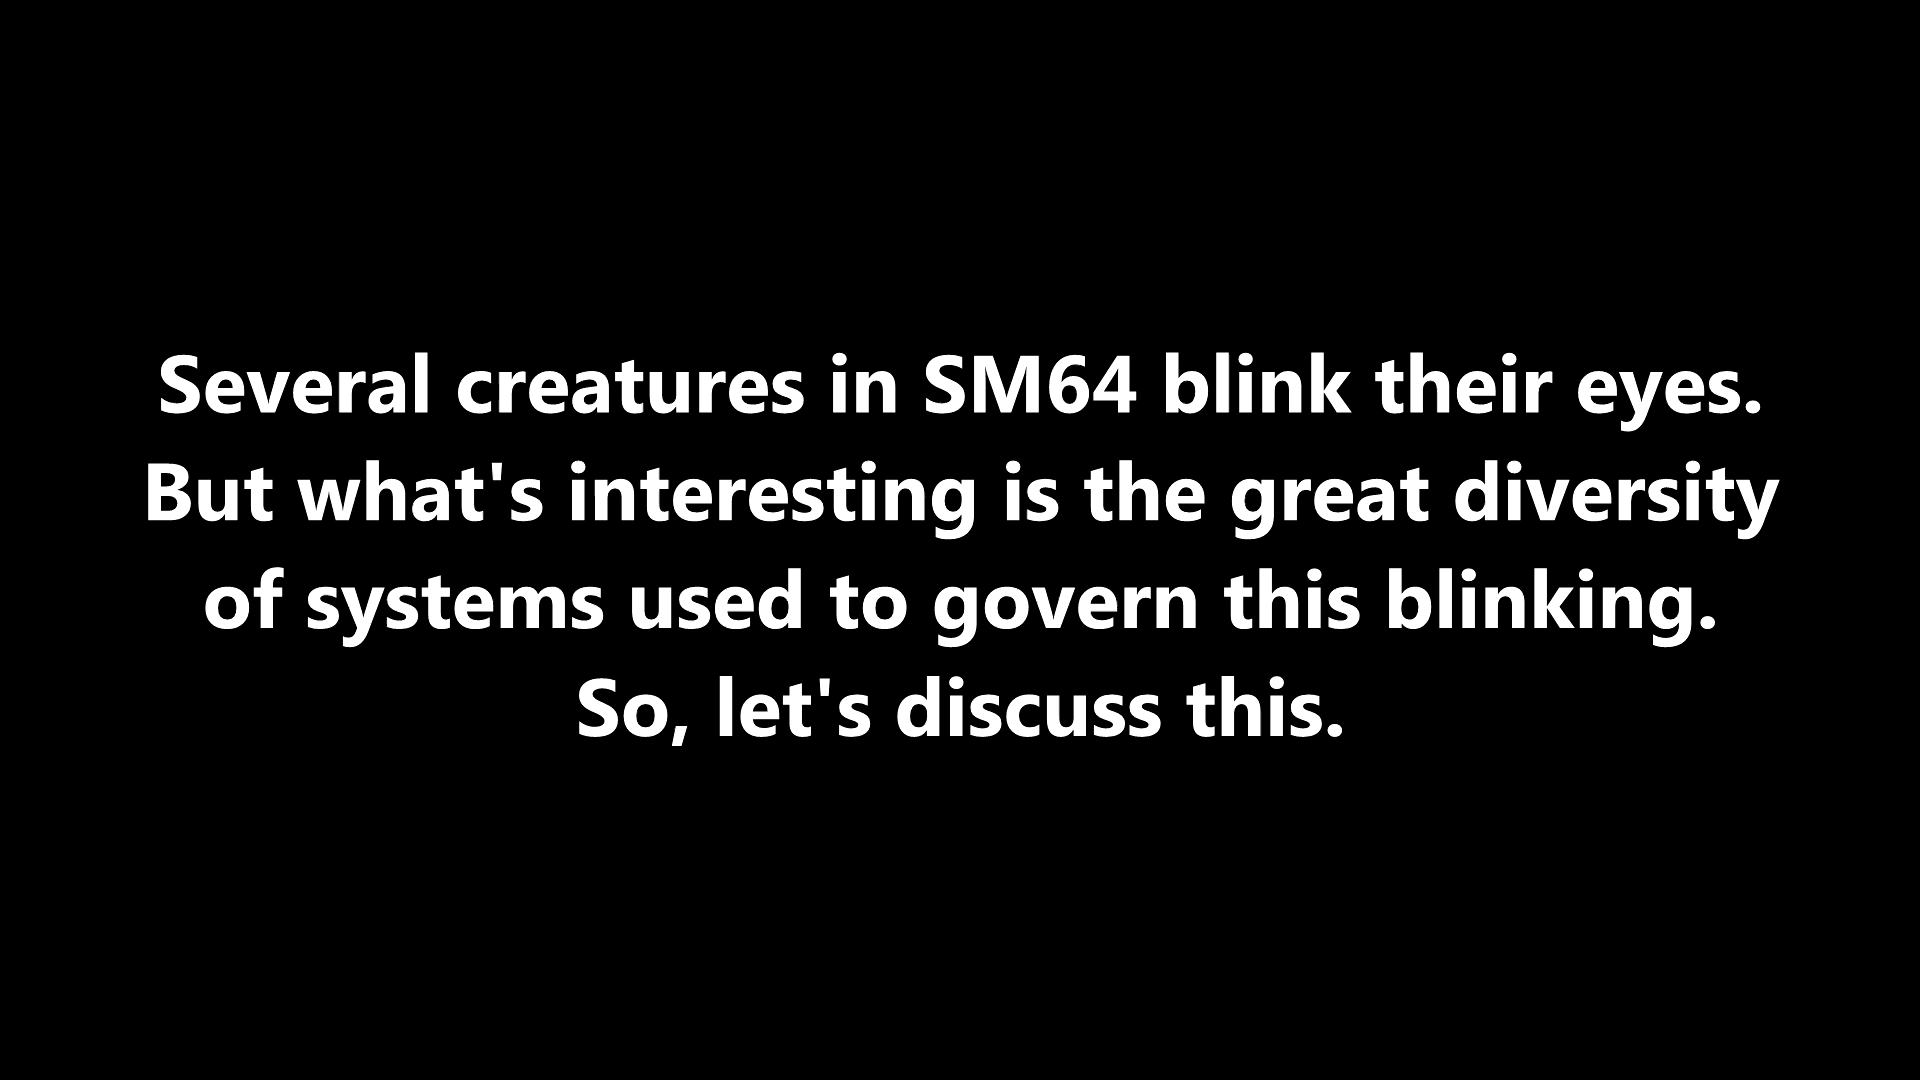 Several creatures in SM64 blink their eyes.
But what's interesting is the great diversity
of systems used to govern this blinking.
So, let's discuss this.